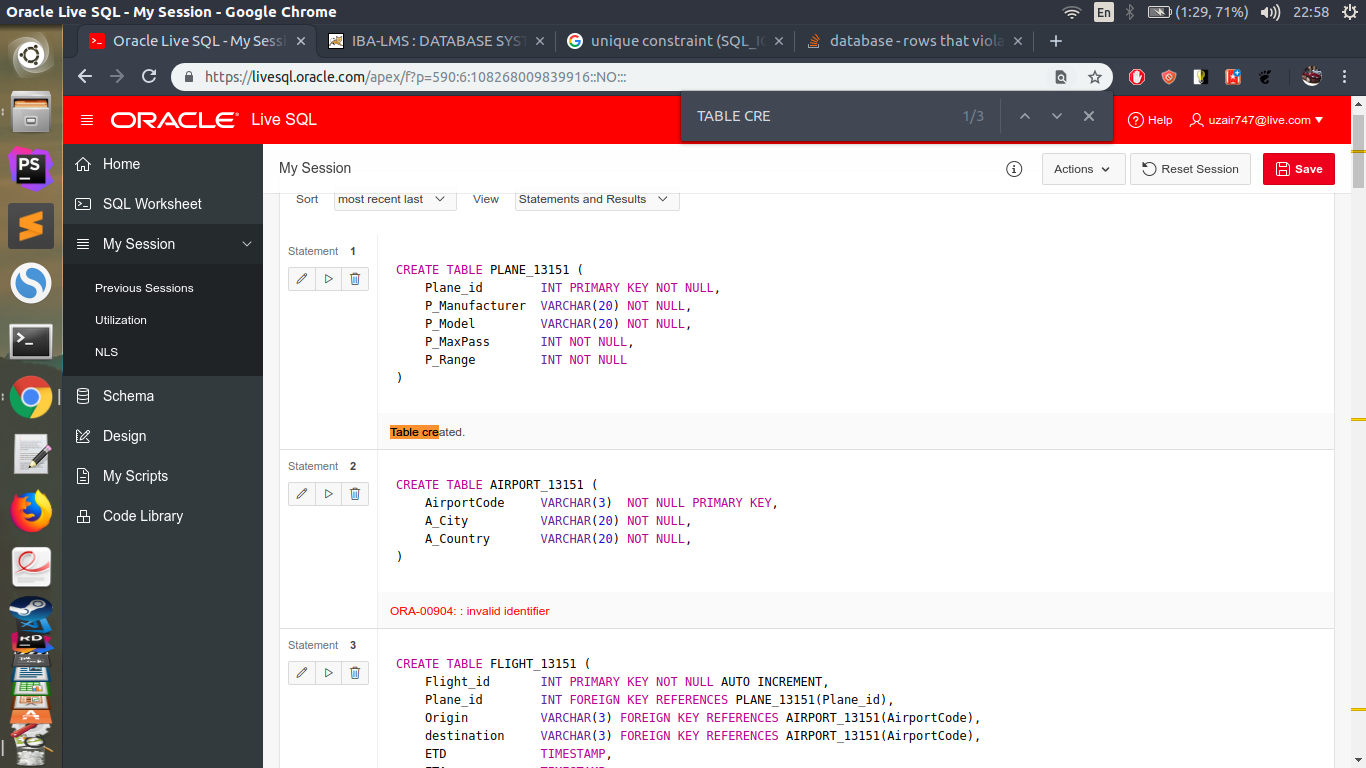 Oracle Live SQL - My Session - Google Chrome
En
(1:29, 71%)
22:58
Oracle Live SQL - My Sessi
IBA-LMS : DATABASE SYST
unique constraint (SQL_I
database - rows that viola
https://livesql.oracle.com/apex/f?p=590:6:108268009839916::NO:::
TABLE CRE
1/3
ORACLE Live SQL
Help
uzair747@live.com
Home
SQL Worksheet
My Session
Previous Sessions
Utilization
NLS
Schema
Design
My Scripts
Code Library
My Session
Actions
Reset Session
Save
Sort
most recent last
View
Statements and Results
Statement 1
CREATE TABLE PLANE_13151 (
Plane_id INT PRIMARY KEY NOT NULL,
P_Manufacturer VARCHAR(20) NOT NULL,
P_Model VARCHAR(20) NOT NULL,
P_MaxPass INT NOT NULL,
P_Range INT NOT NULL
)
Table created.
Statement 2
CREATE TABLE AIRPORT_13151 (
AirportCode VARCHAR(3) NOT NULL PRIMARY KEY,
A_City VARCHAR(20) NOT NULL,
A_Country VARCHAR(20) NOT NULL,
)
ORA-00904: : invalid identifier
Statement 3
CREATE TABLE FLIGHT_13151 (
Flight_id INT PRIMARY KEY NOT NULL AUTO INCREMENT,
Plane_id INT FOREIGN KEY REFERENCES PLANE_13151(Plane_id),
Origin VARCHAR(3) FOREIGN KEY REFERENCES AIRPORT_13151(AirportCode),
destination VARCHAR(3) FOREIGN KEY REFERENCES AIRPORT_13151(AirportCode),
ETD TIMESTAMP,
PS
RD